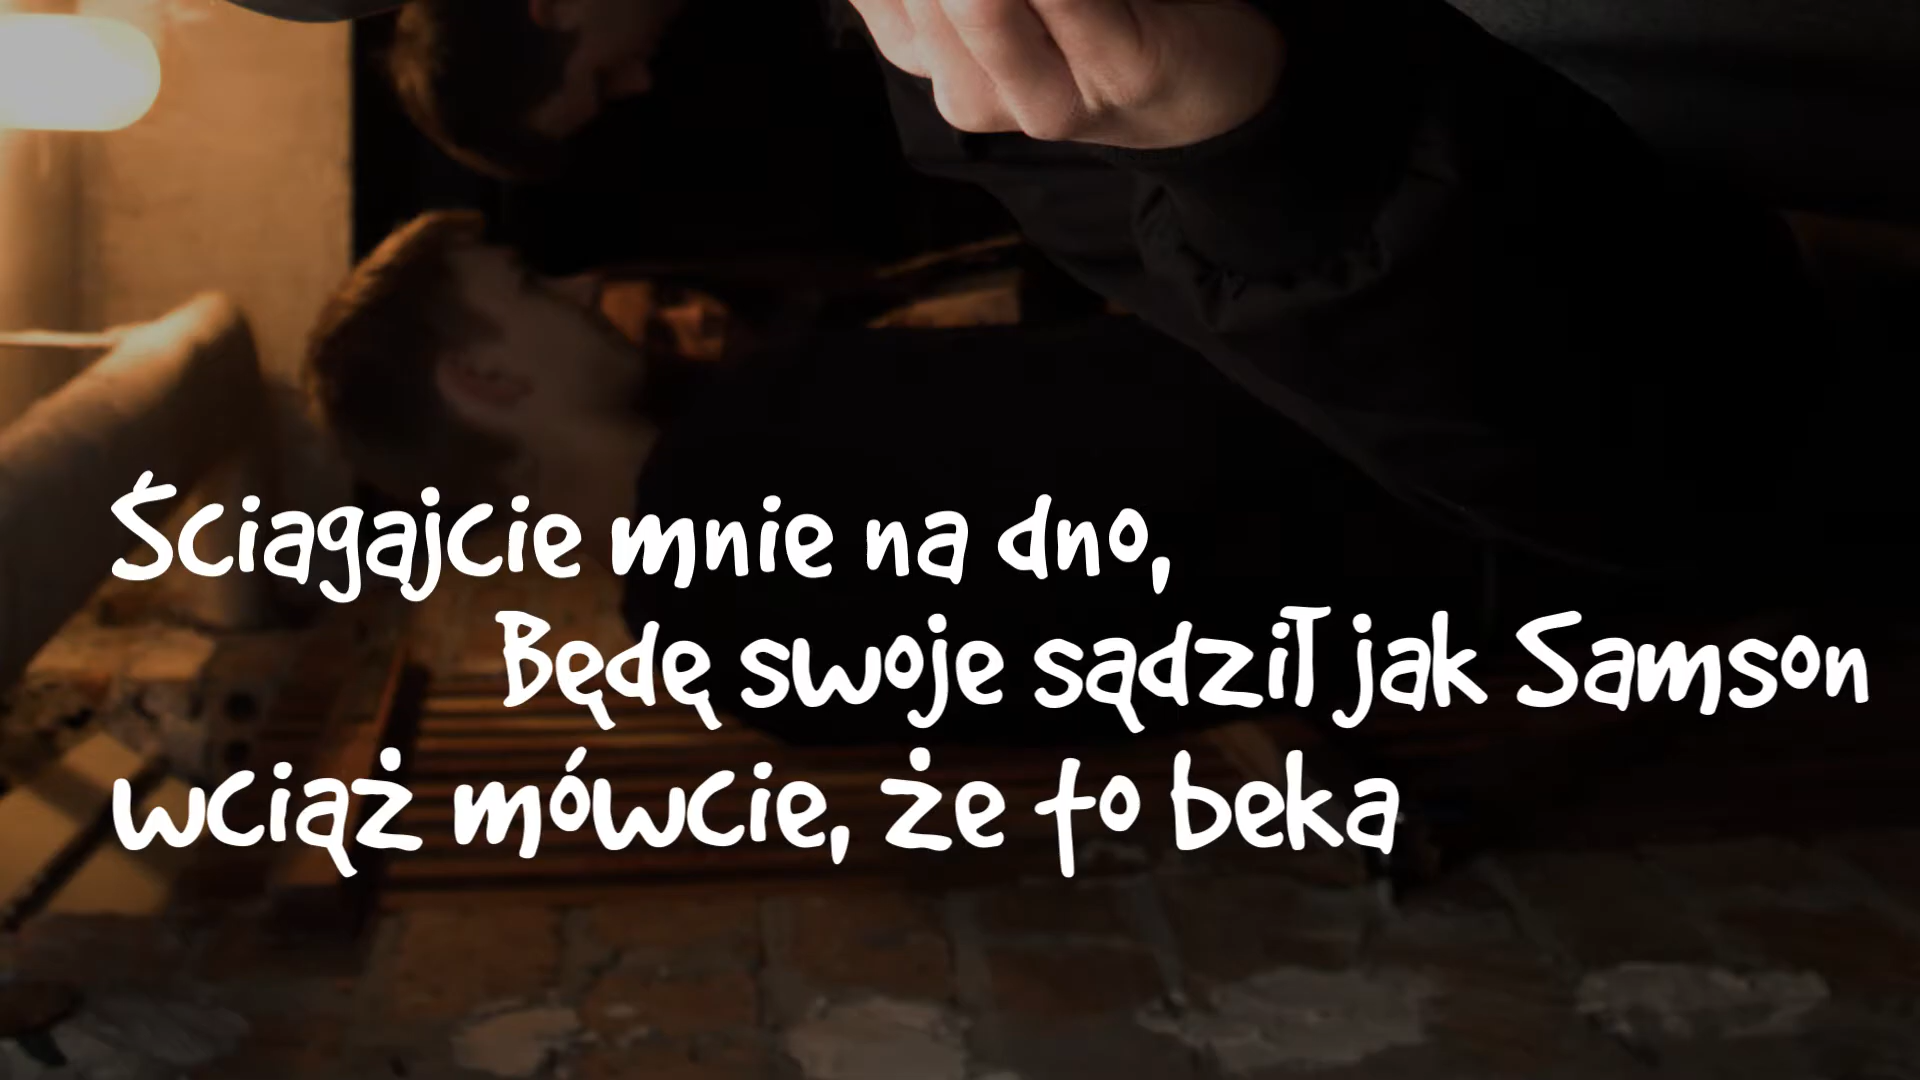 Ściagajcie mnie na dno,
Będę swoje sądził jak Samson
wciąż mówcie, że to beka